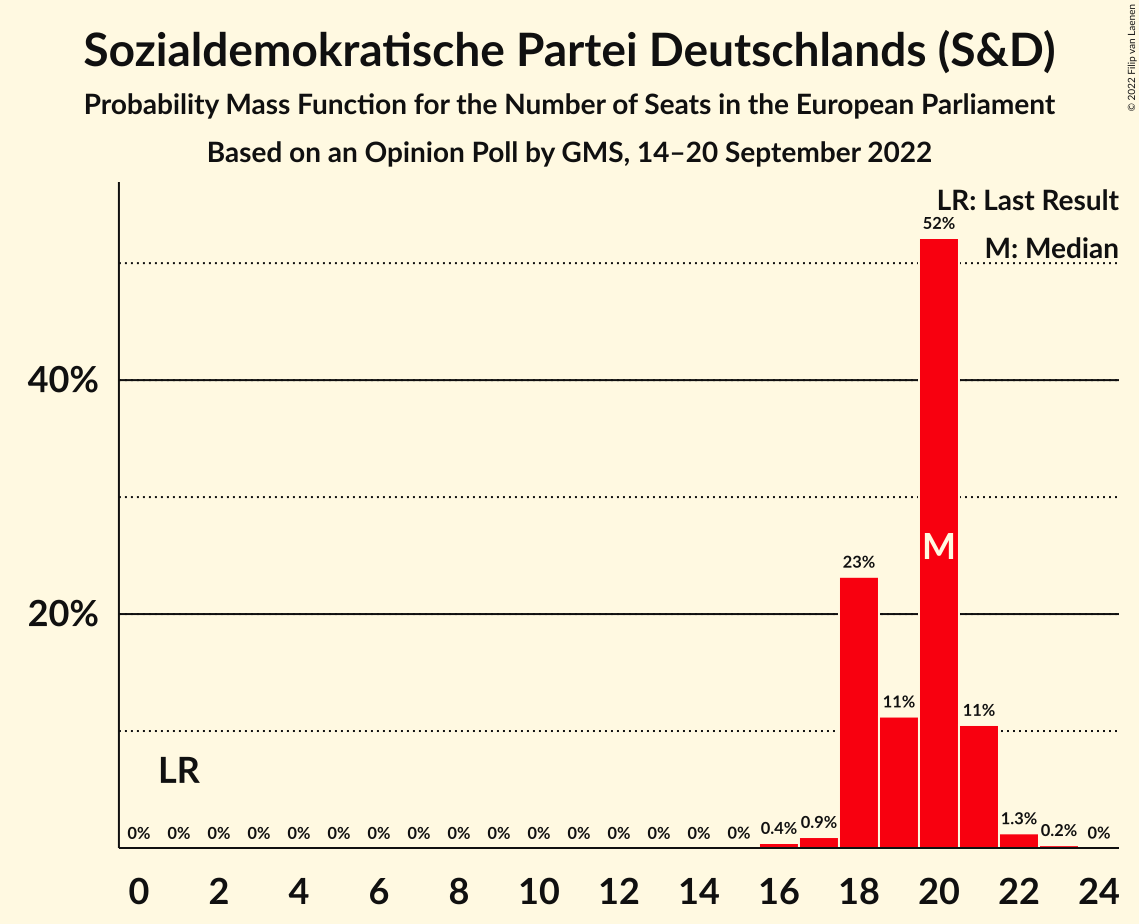 Sozialdemokratische Partei Deutschlands (S&D)
Probability Mass Function for the Number of Seats in the European Parliament
Based on an Opinion Poll by GMS, 14–20 September 2022
© 2022 Filip van Laenen
LR: Last Result
M: Median
52%
40%
M
23%
20%
11%
11%
LR
0% 0% 0% 0% 0% 0% 0% 0% 0% 0% 0% 0% 0% 0% 0% 0% 0.4% 0.9% 1.3% 0.2% 0%
0 2 4 6 8 10 12 14 16 18 20 22 24